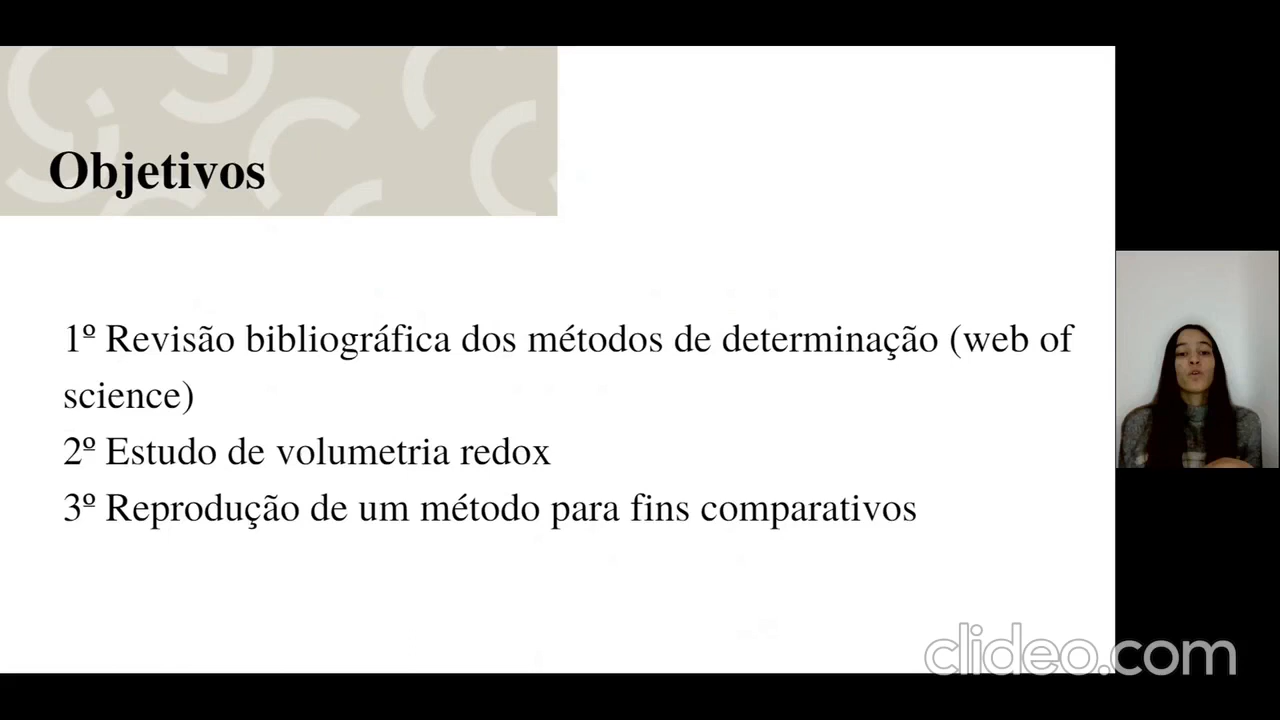 Objetivos
1º Revisão bibliográfica dos métodos de determinação (web of
science)
2º Estudo de volumetria redox
3º Reprodução de um método para fins comparativos
clideo.com